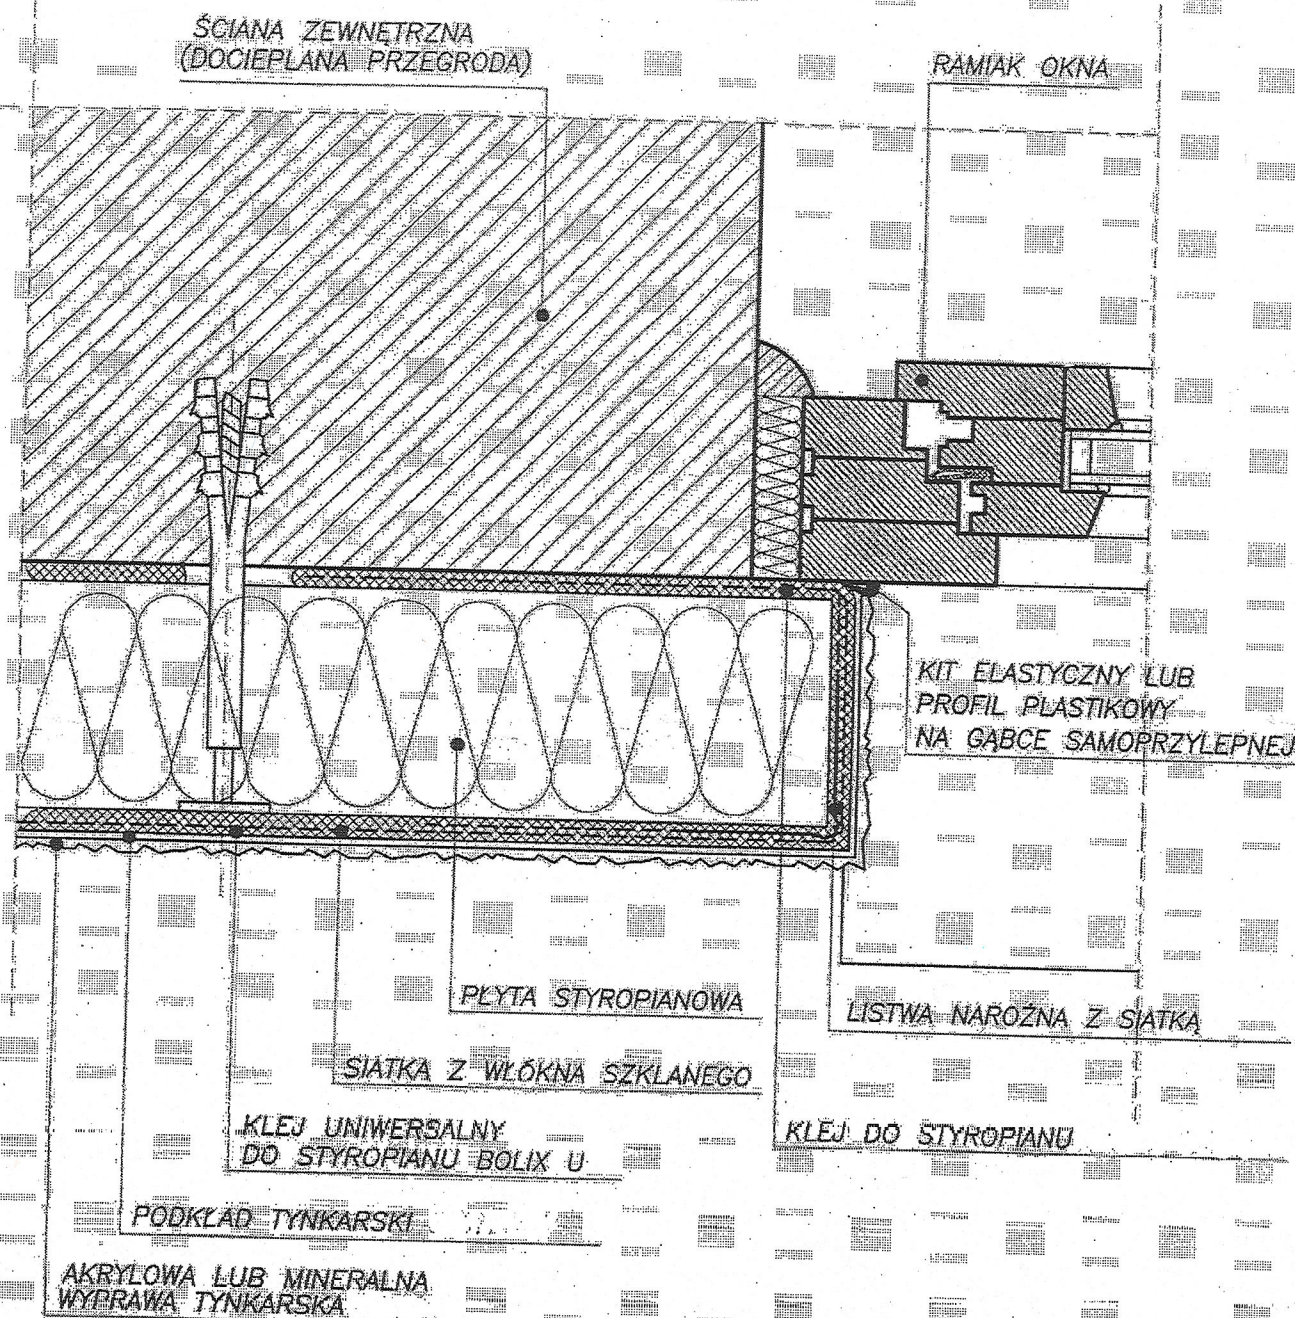 ŚCIANA ZEWNĘTRZNA
(DOCIEPLANA PRZEGRODA)
RAMIAK OKNA
KIT ELASTYCZNY LUB
PROFIL PLASTIKOWY
NA GĄBCE SAMOPRZYLEPNEJ
PŁYTA STYROPIANOWA
LISTWA NAROŻNA Z SIATKĄ
SIATKA Z WŁÓKNA SZKLANEGO
KLEJ UNIWERSALNY
DO STYROPIANU BOLIX U
KLEJ DO STYROPIANU
PODKŁAD TYNKARSKI
AKRYLOWA LUB MINERALNA
WYPRAWA TYNKARSKA